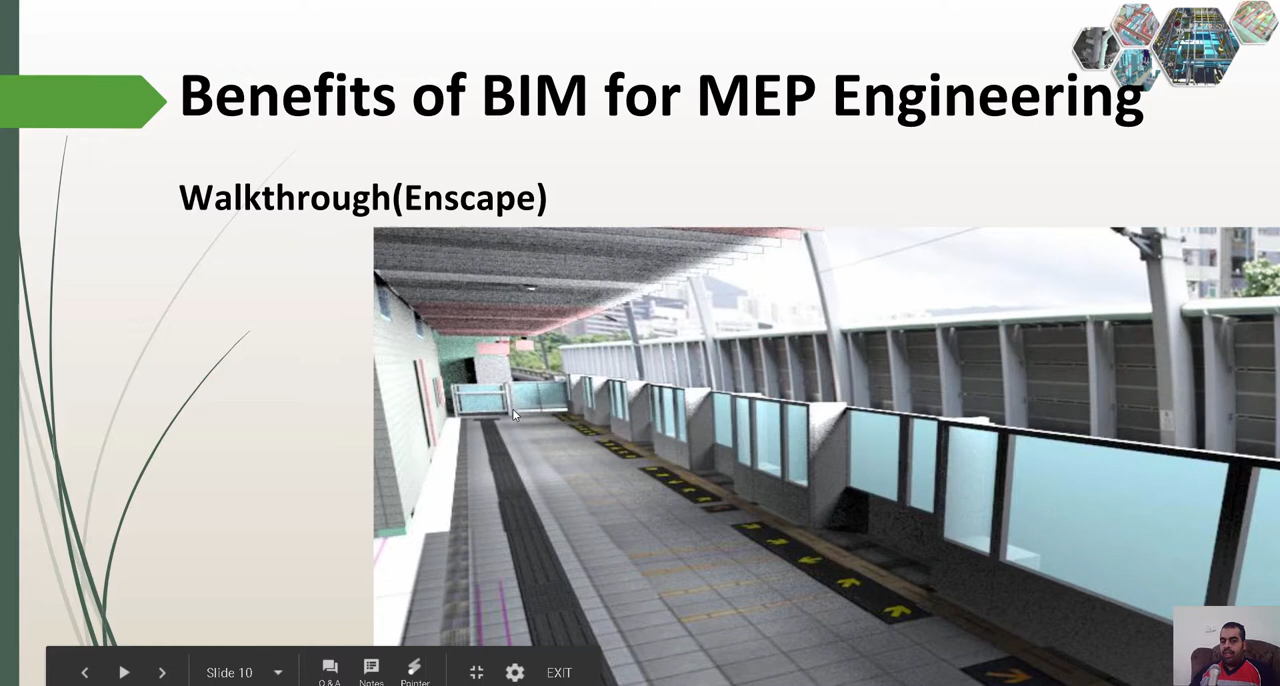 Benefits of BIM for MEP Engineering
Walkthrough(Enscape)
Slide 10
Q & A
Notes
Pointer
EXIT